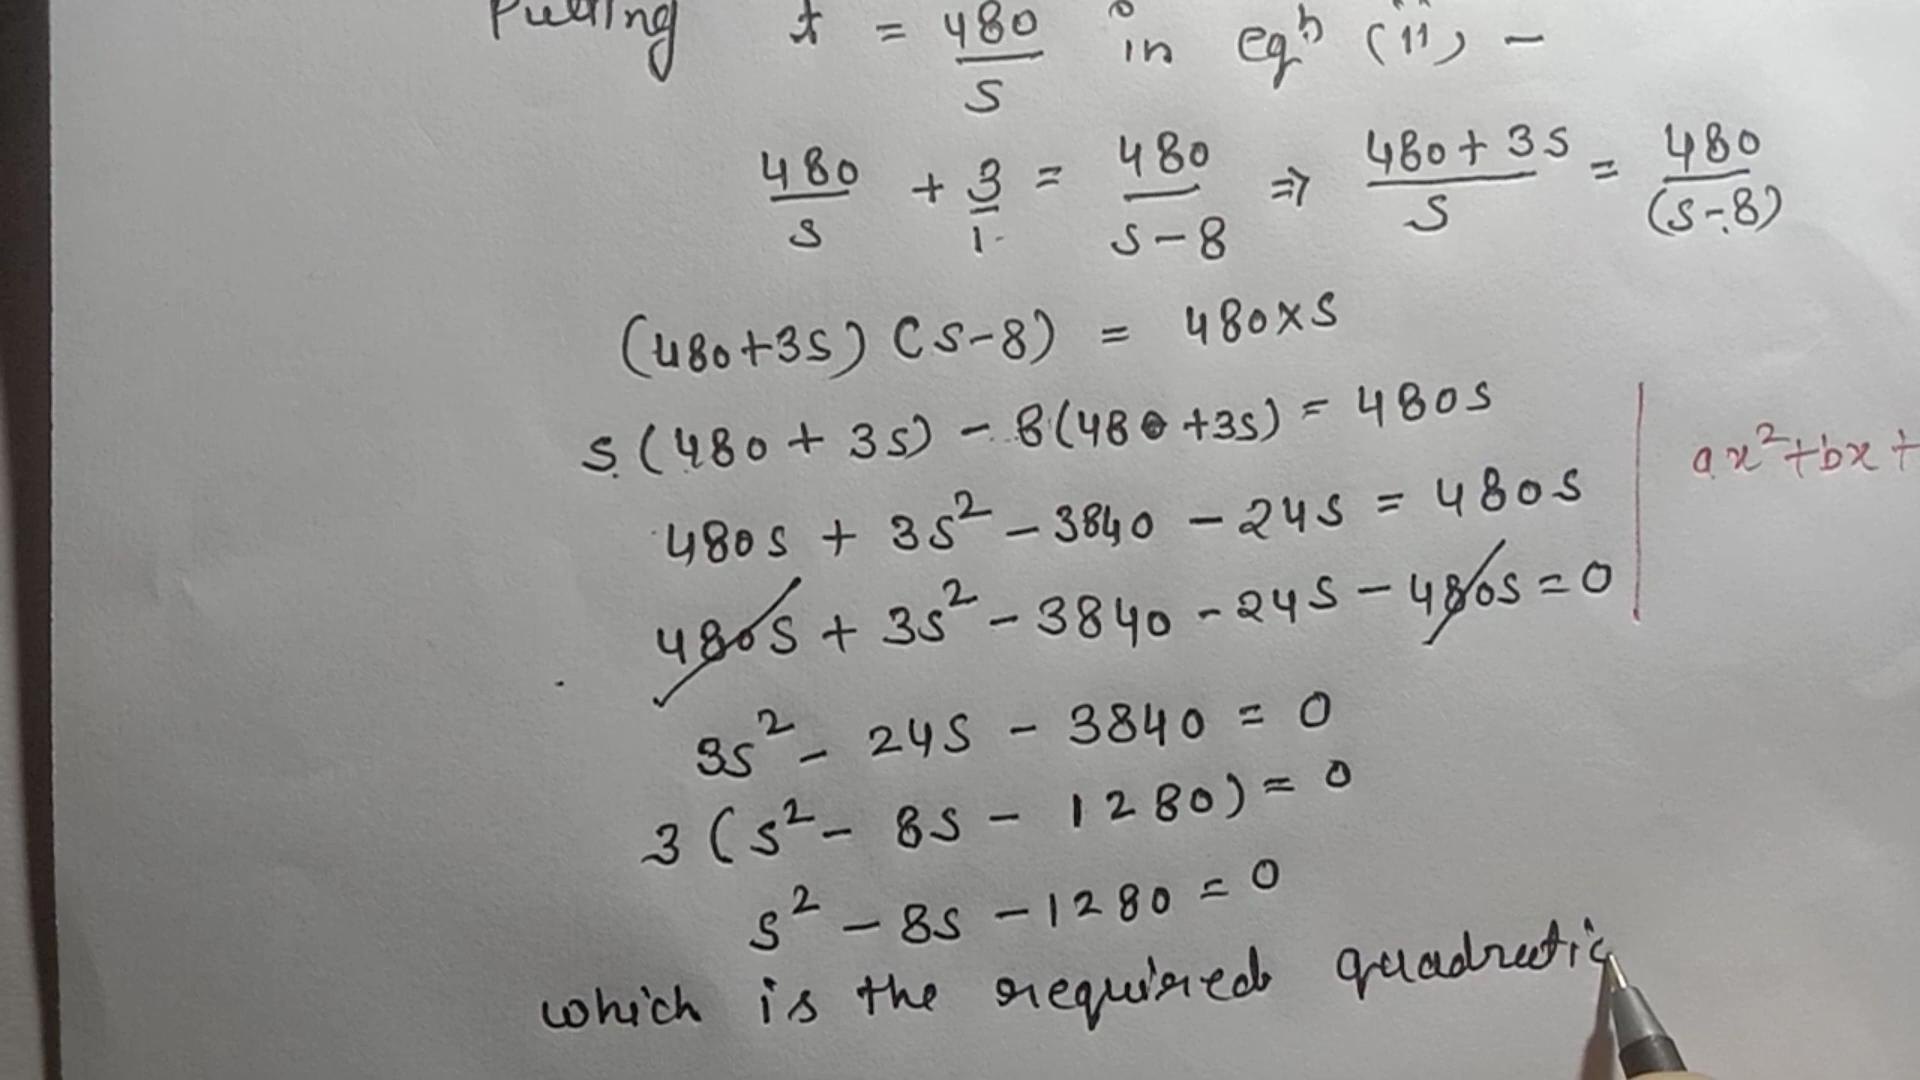 Putting t = 480/s in eqn (ii) -
480/s + 3/1 = 480/s-8 ⇒ 480+3s/s = 480/(s-8)
(480+3s) (s-8) = 480×s
s(480+3s) - 8(480+3s) = 480s
ax²+bx+
480s + 3s² - 3840 - 24s = 480s
480s + 3s² - 3840 - 24s - 480s = 0
3s² - 24s - 3840 = 0
3(s² - 8s - 1280) = 0
s² - 8s - 1280 = 0
which is the required quadratic